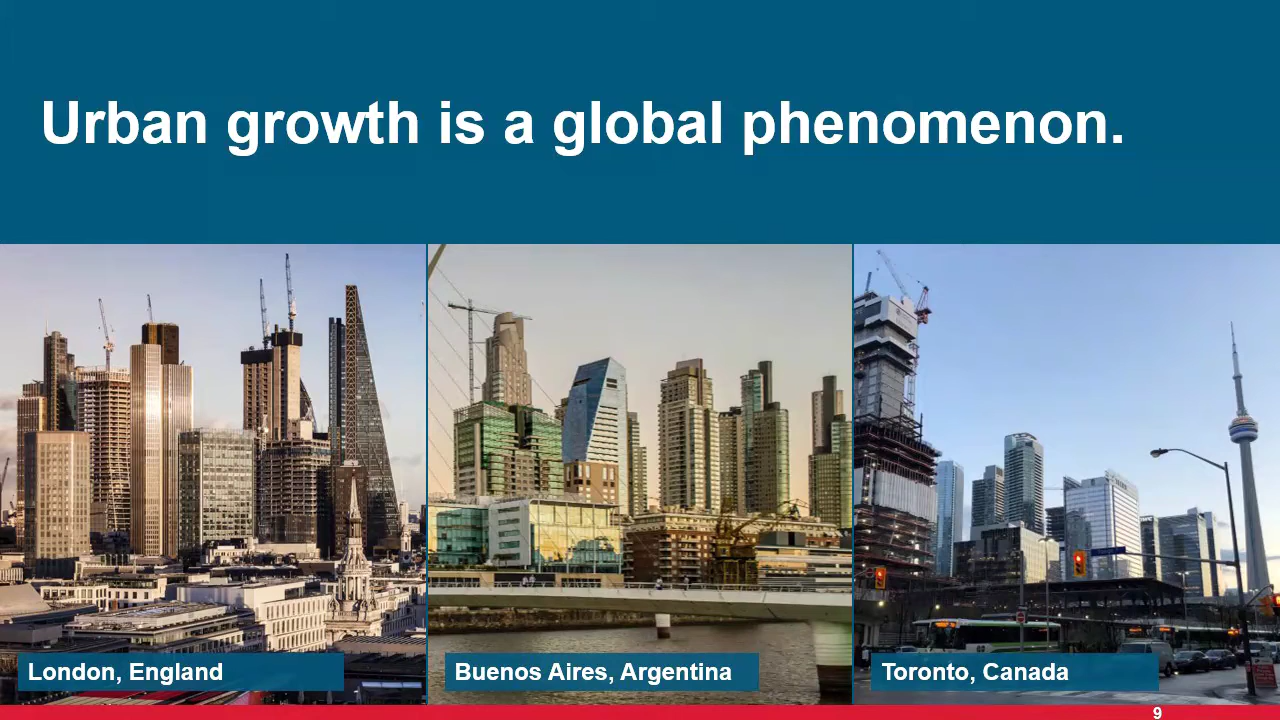 Urban growth is a global phenomenon.
London, England
Buenos Aires, Argentina
Toronto, Canada
9